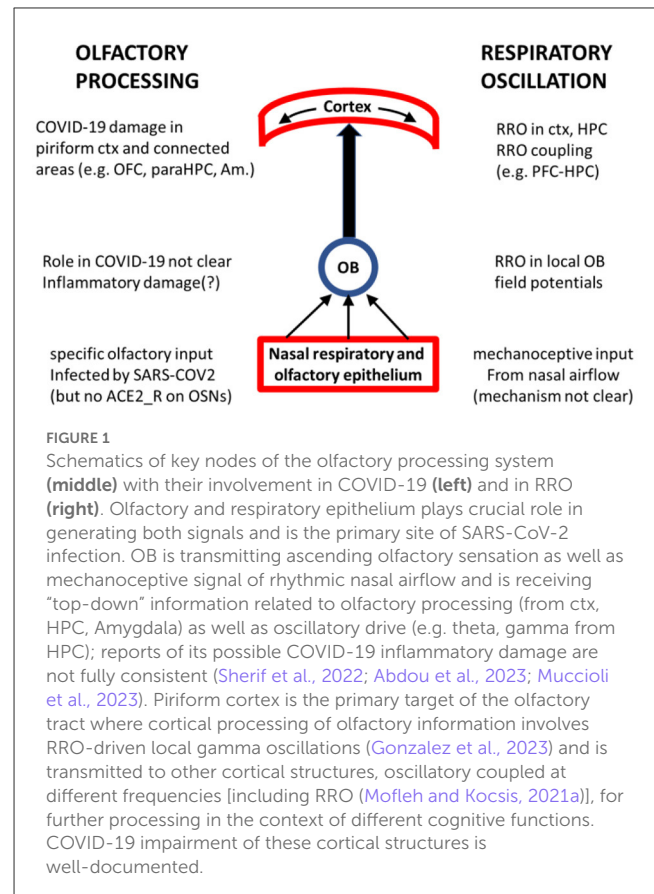 OLFACTORY
PROCESSING
RESPIRATORY
OSCILLATION
Cortex
COVID-19 damage in
piriform ctx and connected
areas (e.g. OFC, paraHPC, Am.)
RRO in ctx, HPC
RRO coupling
(e.g. PFC-HPC)
Role in COVID-19 not clear
Inflammatory damage(?)
OB
RRO in local OB
field potentials
specific olfactory input
Infected by SARS-COV2
(but no ACE2_R on OSNs)
Nasal respiratory and
olfactory epithelium
mechanoceptive input
From nasal airflow
(mechanism not clear)
FIGURE 1
Schematics of key nodes of the olfactory processing system
(middle) with their involvement in COVID-19 (left) and in RRO
(right). Olfactory and respiratory epithelium plays crucial role in
generating both signals and is the primary site of SARS-CoV-2
infection. OB is transmitting ascending olfactory sensation as well as
mechanoceptive signal of rhythmic nasal airflow and is receiving
“top-down” information related to olfactory processing (from ctx,
HPC, Amygdala) as well as oscillatory drive (e.g. theta, gamma from
HPC); reports of its possible COVID-19 inflammatory damage are
not fully consistent (Sherif et al., 2022; Abdou et al., 2023; Muccioli
et al., 2023). Piriform cortex is the primary target of the olfactory
tract where cortical processing of olfactory information involves
RRO-driven local gamma oscillations (Gonzalez et al., 2023) and is
transmitted to other cortical structures, oscillatory coupled at
different frequencies [including RRO (Mofleh and Kocsis, 2021a)], for
further processing in the context of different cognitive functions.
COVID-19 impairment of these cortical structures is
well-documented.